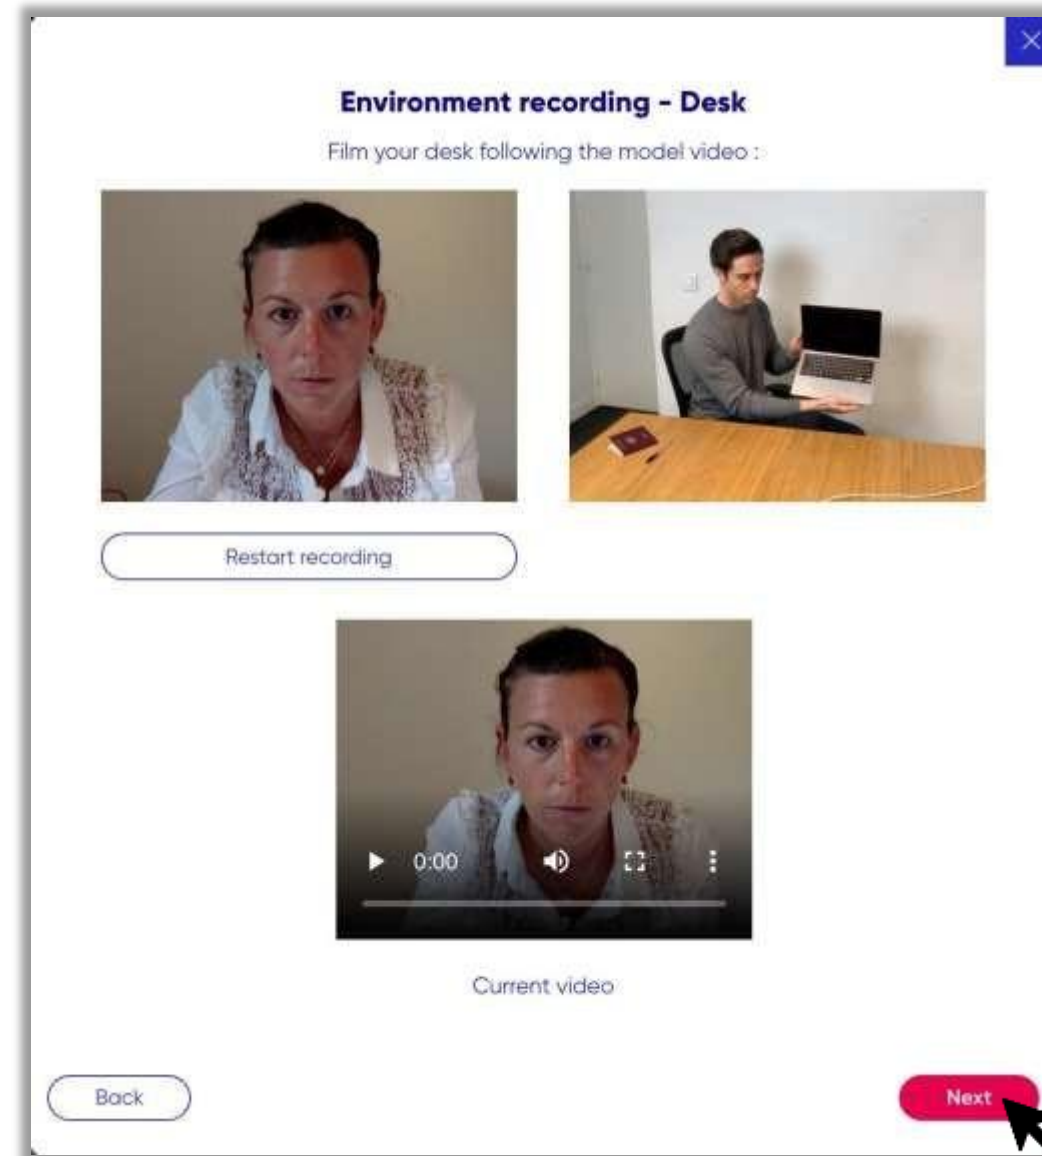 Environment recording - Desk
Film your desk following the model video :
Restart recording
0:00
Current video
Back
Next